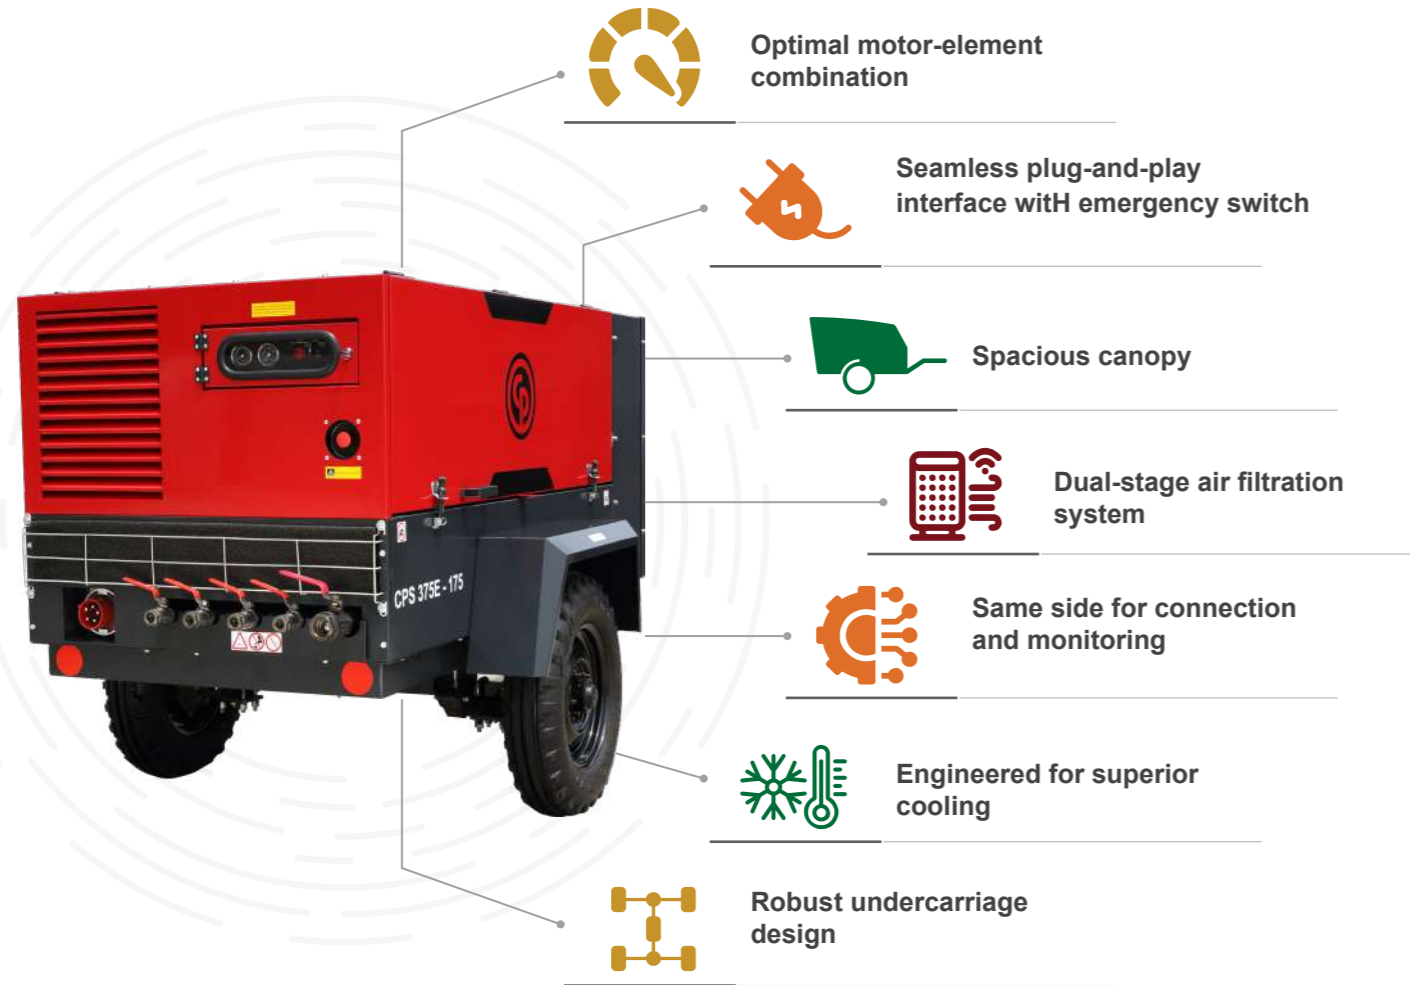 Optimal motor-element
combination
Seamless plug-and-play
interface witH emergency switch
Spacious canopy
Dual-stage air filtration
system
CP
CPS 375E - 175
Same side for connection
and monitoring
Engineered for superior
cooling
Robust undercarriage
design